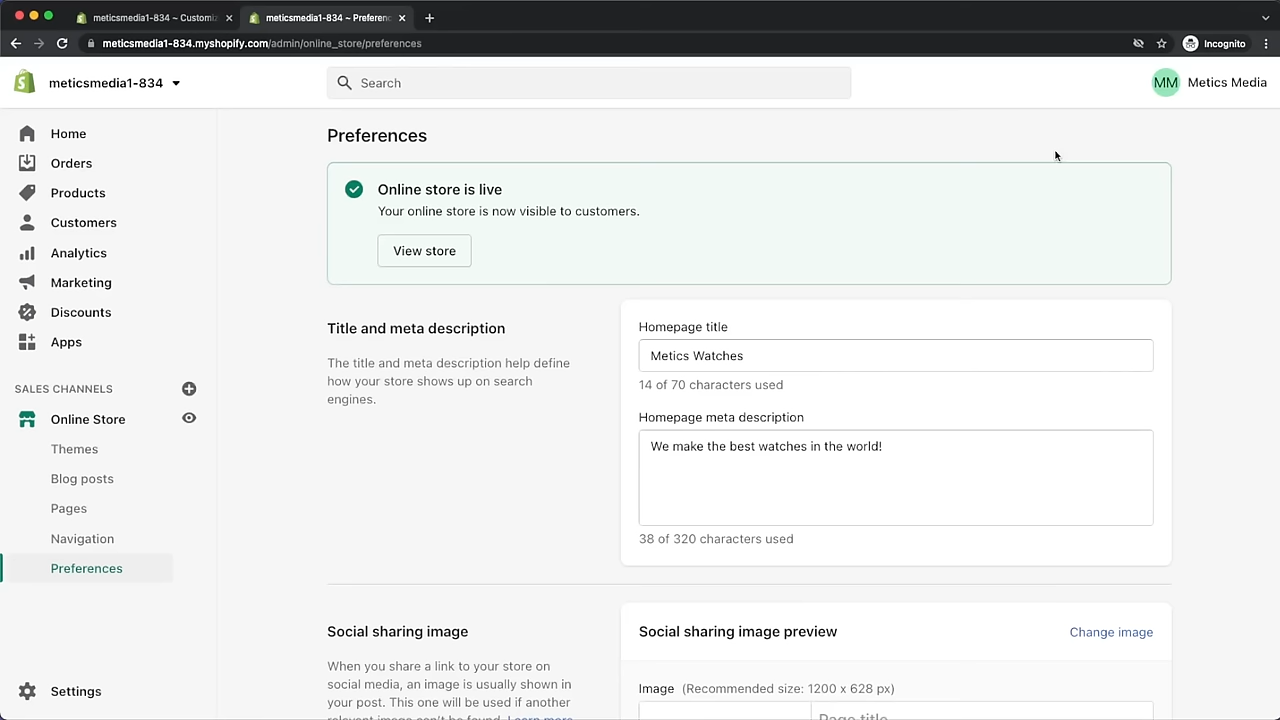 meticsmedia1-834 ~ Customiz
meticsmedia1-834 ~ Preferenc
meticsmedia1-834.myshopify.com/admin/online_store/preferences
Incognito
meticsmedia1-834
Search
MM
Metics Media
Home
Orders
Products
Customers
Analytics
Marketing
Discounts
Apps
SALES CHANNELS
Online Store
Themes
Blog posts
Pages
Navigation
Preferences
Settings
Preferences
Online store is live
Your online store is now visible to customers.
View store
Title and meta description
The title and meta description help define
how your store shows up on search
engines.
Homepage title
Metics Watches
14 of 70 characters used
Homepage meta description
We make the best watches in the world!
38 of 320 characters used
Social sharing image
When you share a link to your store on
social media, an image is usually shown in
your post. This one will be used if another
relevant image can't be found. Learn more
Social sharing image preview
Change image
Image (Recommended size: 1200 x 628 px)
Page title